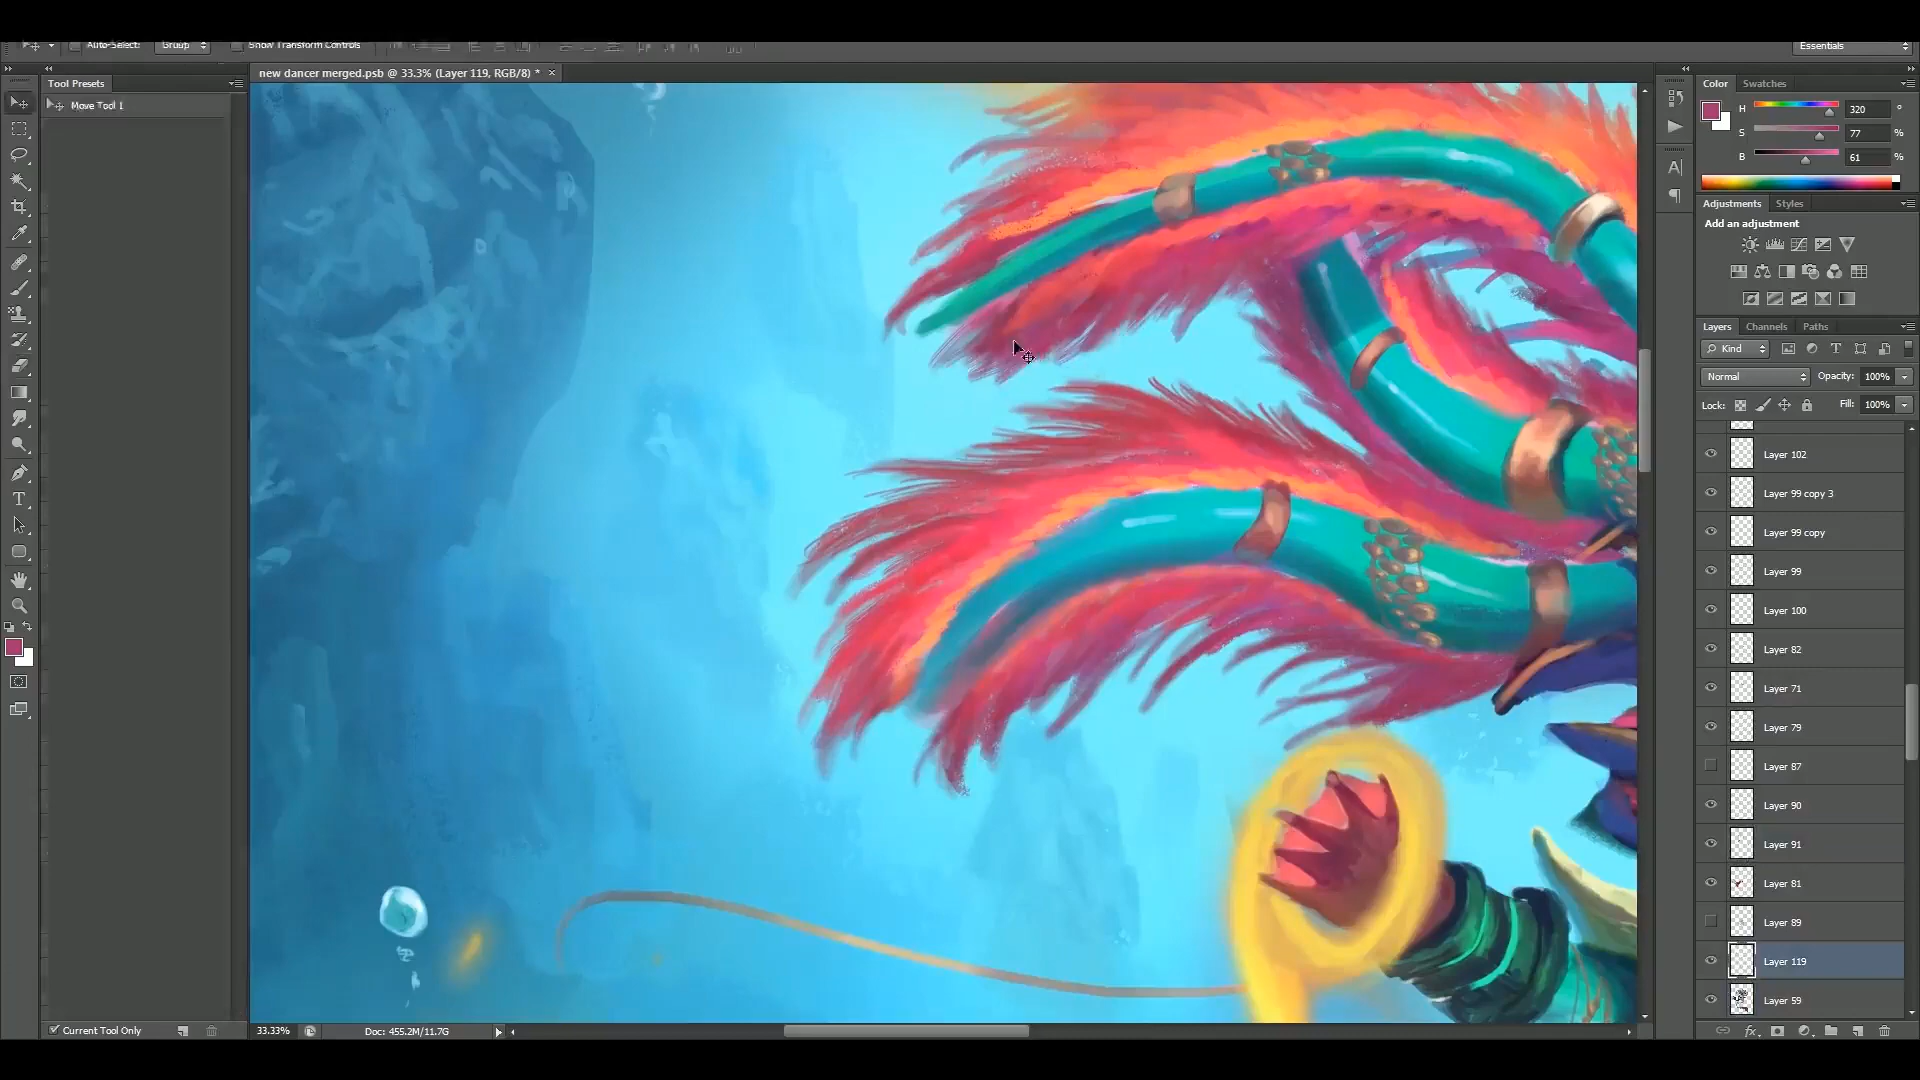 Auto-Select:
Group
Show Transform Controls
Essentials
new dancer merged.psb @ 33.3% (Layer 119, RGB/8) *
Tool Presets
Move Tool 1
Color
Swatches
H
320
°
S
77
%
B
61
%
Adjustments
Styles
Add an adjustment
Layers
Channels
Paths
Kind
Normal
Opacity:
100%
Lock:
Fill:
100%
Layer 102
Layer 99 copy 3
Layer 99 copy
Layer 99
Layer 100
Layer 82
Layer 71
Layer 79
Layer 87
Layer 90
Layer 91
Layer 81
Layer 89
Layer 119
Layer 59
fx
Current Tool Only
33.33%
Doc: 455.2M/11.7G